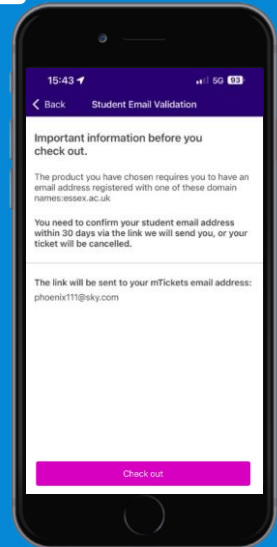 15:43 5G 93
Back Student Email Validation
Important information before you
check out.
The product you have chosen requires you to have an
email address registered with one of these domain
names:essex.ac.uk
You need to confirm your student email address
within 30 days via the link we will send you, or your
ticket will be cancelled.
The link will be sent to your mTickets email address:
phoenix111@sky.com
Check out